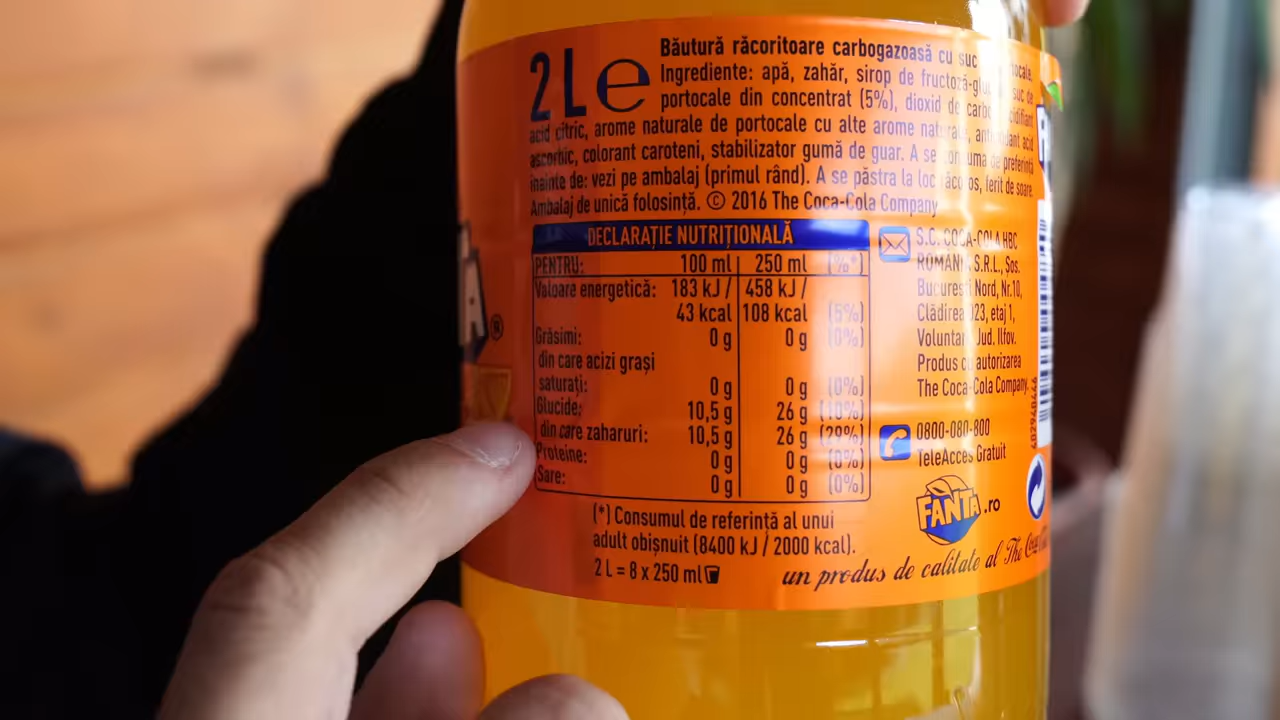 2L e
Băutură răcoritoare carbogazoasă cu suc
Ingrediente: apă, zahăr, sirop de fructoză- suc de
portocale din concentrat (5%), dioxid de
acid citric, arome naturale de portocale cu alte arome acid
ascorbic, colorant caroteni, stabilizator gumă de guar. A se preferință
înainte de: vezi pe ambalaj (primul rând). A se păstra la loc ferit de soare.
Ambalaj de unică folosință. © 2016 The Coca-Cola Company
DECLARAȚIE NUTRIȚIONALĂ
PENTRU: 100 ml 250 ml (%*)
Valoare energetică: 183 kJ / 458 kJ /
43 kcal 108 kcal (5%)
Grăsimi: 0 g 0 g (0%)
din care acizi grași
saturați: 0 g 0 g (0%)
Glucide: 10,5 g 26 g (10%)
din care zaharuri: 10,5 g 26 g (29%)
Proteine: 0 g 0 g (0%)
Sare: 0 g 0 g (0%)
(*) Consumul de referință al unui
adult obișnuit (8400 kJ / 2000 kcal).
2 L = 8 x 250 ml
S.C. COCA-COLA HBC
ROMÂNIA S.R.L., Șos.
București Nord, Nr.10,
Clădirea O23, etaj 1,
Voluntari, Jud. Ilfov.
Produs cu autorizarea
The Coca-Cola Company.
0800-080-800
TeleAcces Gratuit
FANTA .ro
un produs de calitate al The
A®